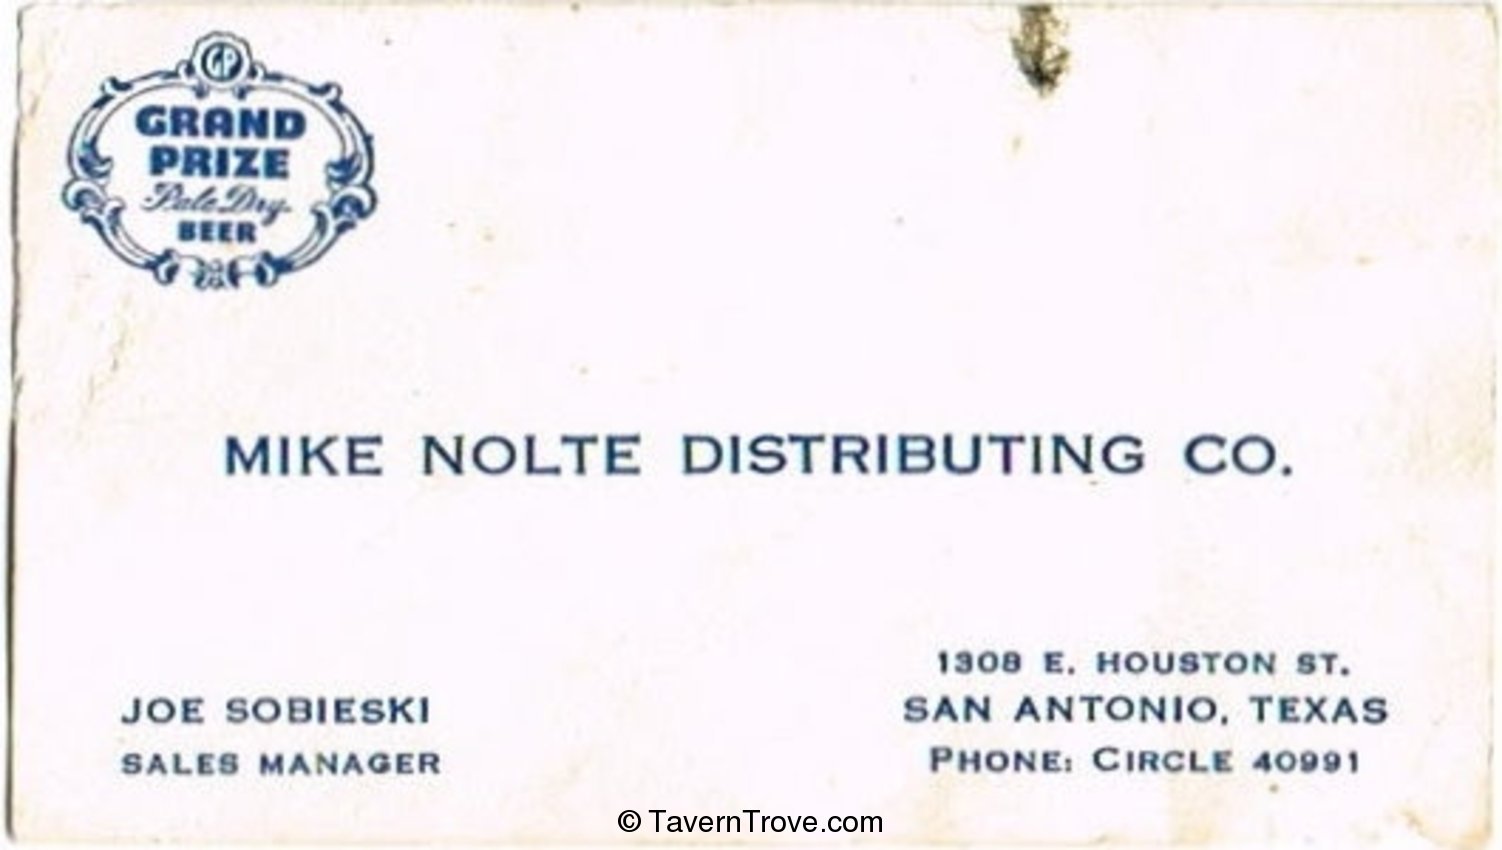 GP
GRAND
PRIZE
Pale Dry
BEER
MIKE NOLTE DISTRIBUTING CO.
JOE SOBIESKI
SALES MANAGER
1308 E. HOUSTON ST.
SAN ANTONIO, TEXAS
PHONE: CIRCLE 40991
© TavernTrove.com